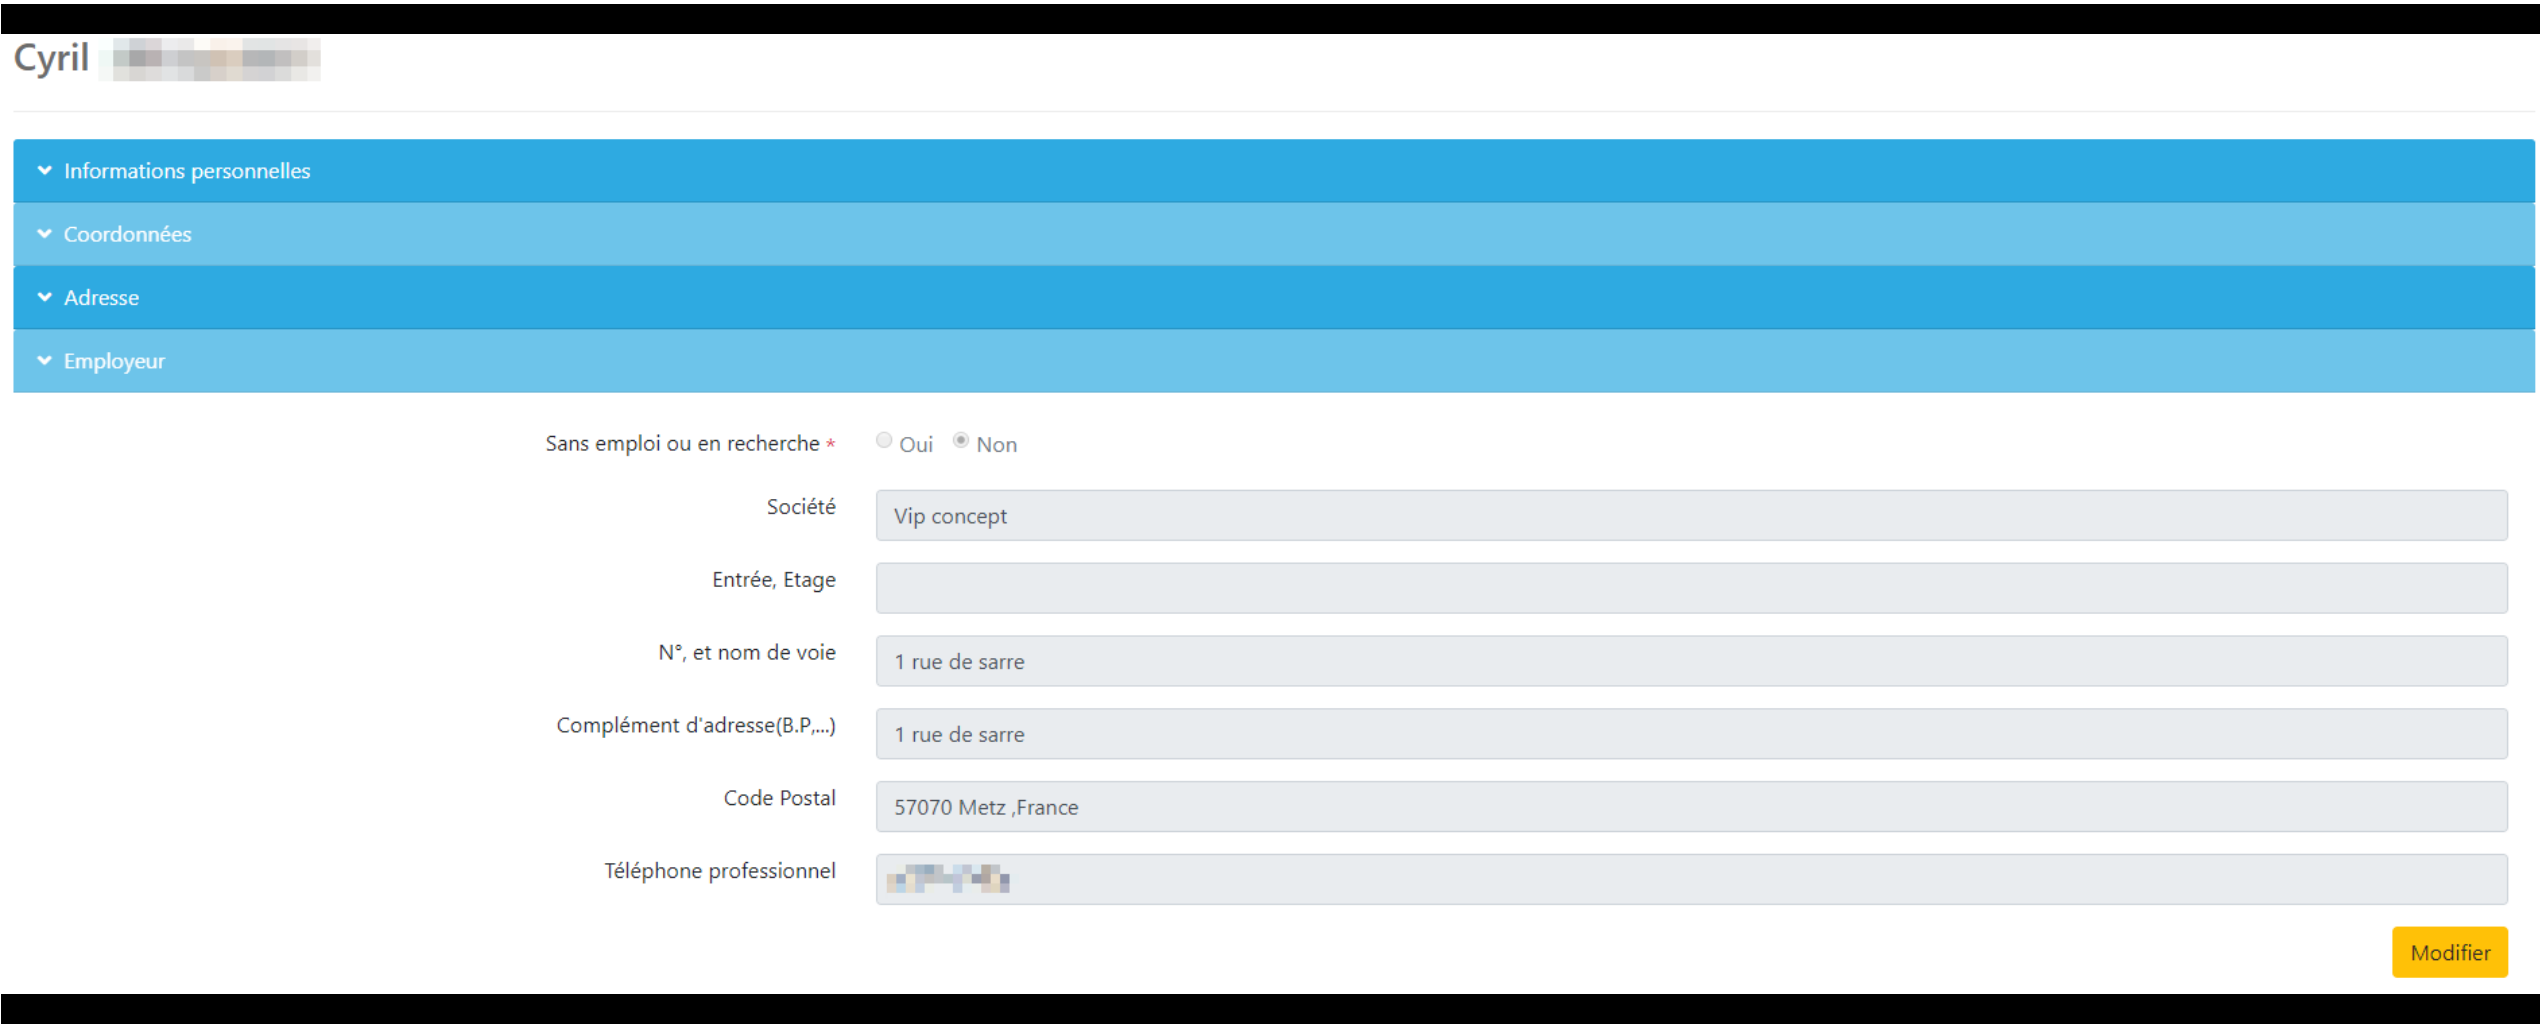 Cyril
Informations personnelles
Coordonnées
Adresse
Employeur
Sans emploi ou en recherche * Oui Non
Société Vip concept
Entrée, Etage
N°, et nom de voie 1 rue de sarre
Complément d'adresse(B.P,...) 1 rue de sarre
Code Postal 57070 Metz ,France
Téléphone professionnel
Modifier